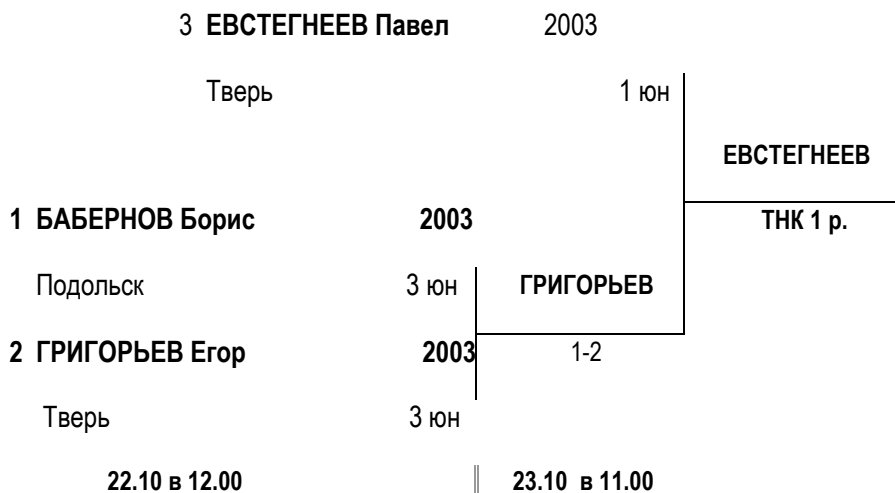 3 ЕВСТЕГНЕЕВ Павел 2003
Тверь 1 юн
ЕВСТЕГНЕЕВ
1 БАБЕРНОВ Борис 2003 ТНК 1 р.
Подольск 3 юн ГРИГОРЬЕВ
2 ГРИГОРЬЕВ Егор 2003 1-2
Тверь 3 юн
22.10 в 12.00 23.10 в 11.00